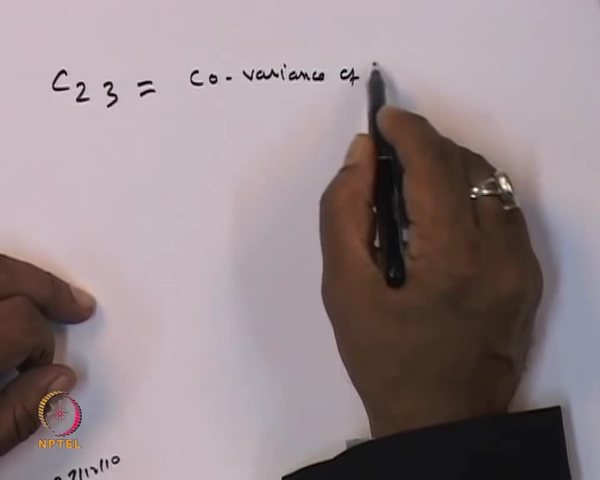 C23 = Co-variance of
NPTEL